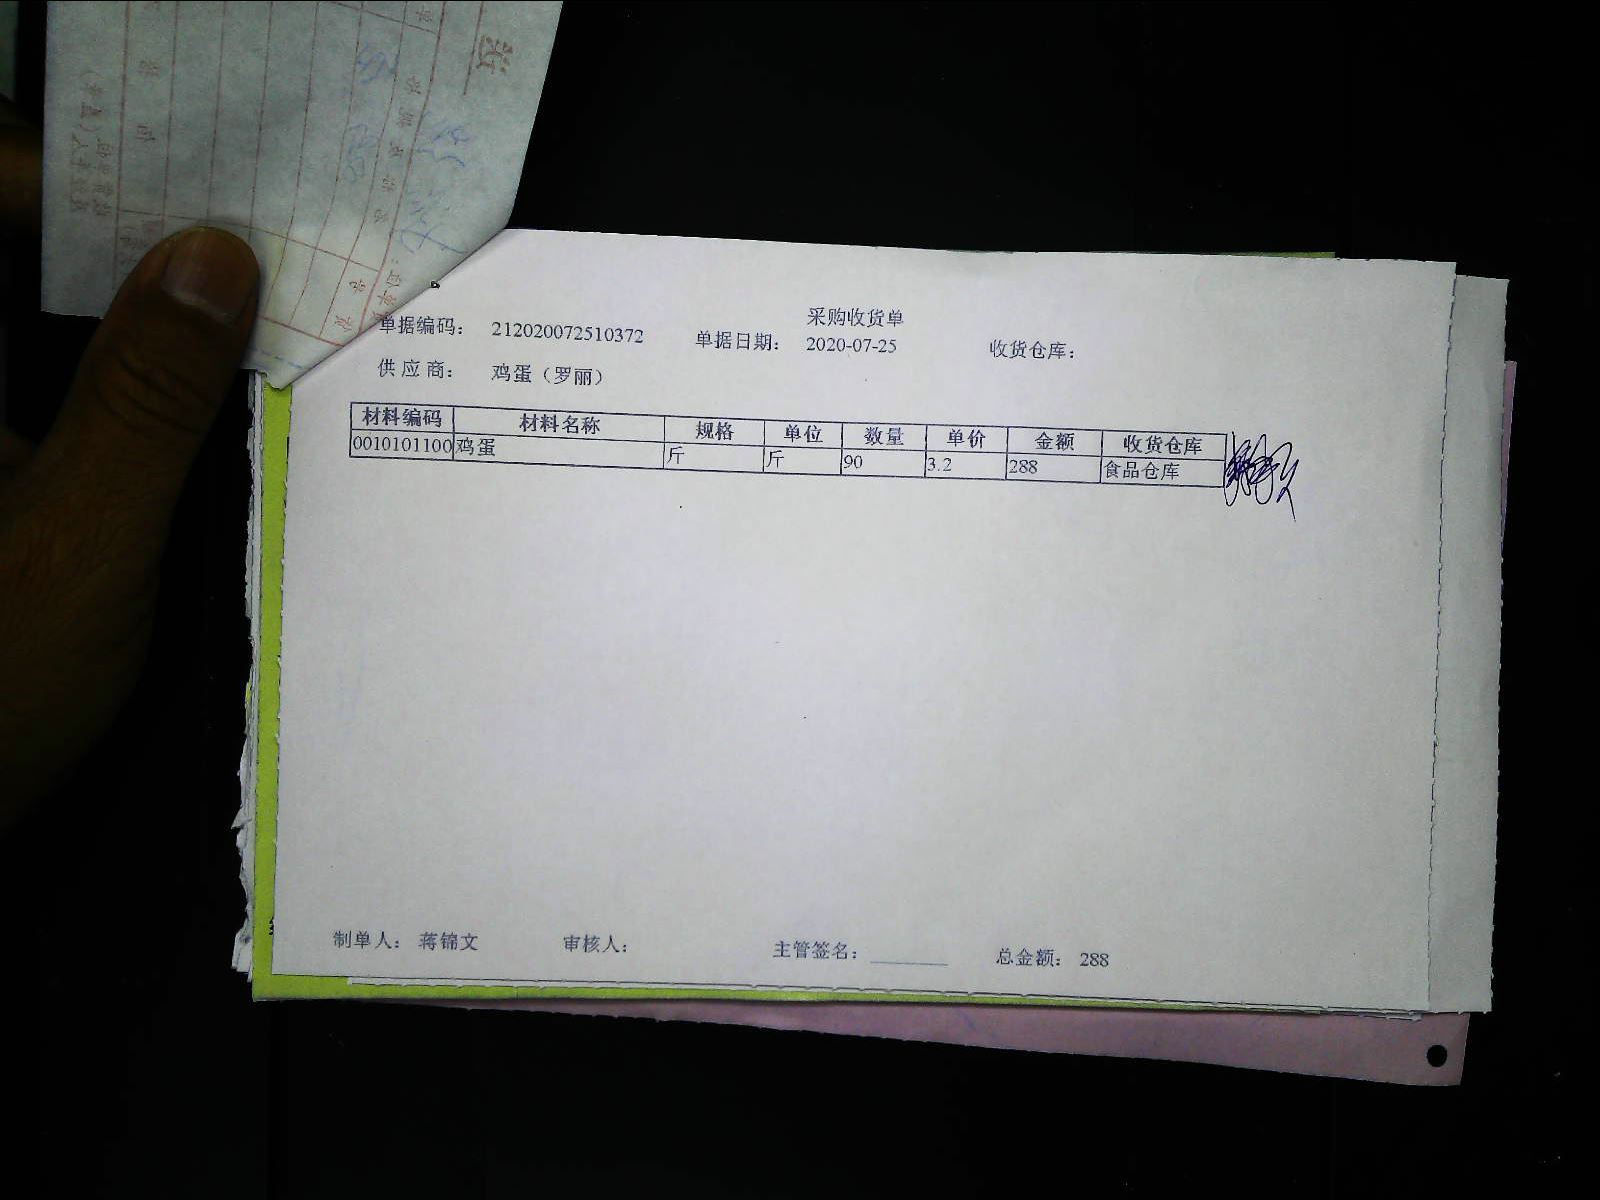 采购收货单
单据编码： 212020072510372 单据日期： 2020-07-25 收货仓库：
供应商： 鸡蛋（罗丽）
材料编码 材料名称 规格 单位 数量 单价 金额 收货仓库
0010101100 鸡蛋 斤 斤 90 3.2 288 食品仓库
制单人： 蒋锦文 审核人： 主管签名： 总金额： 288